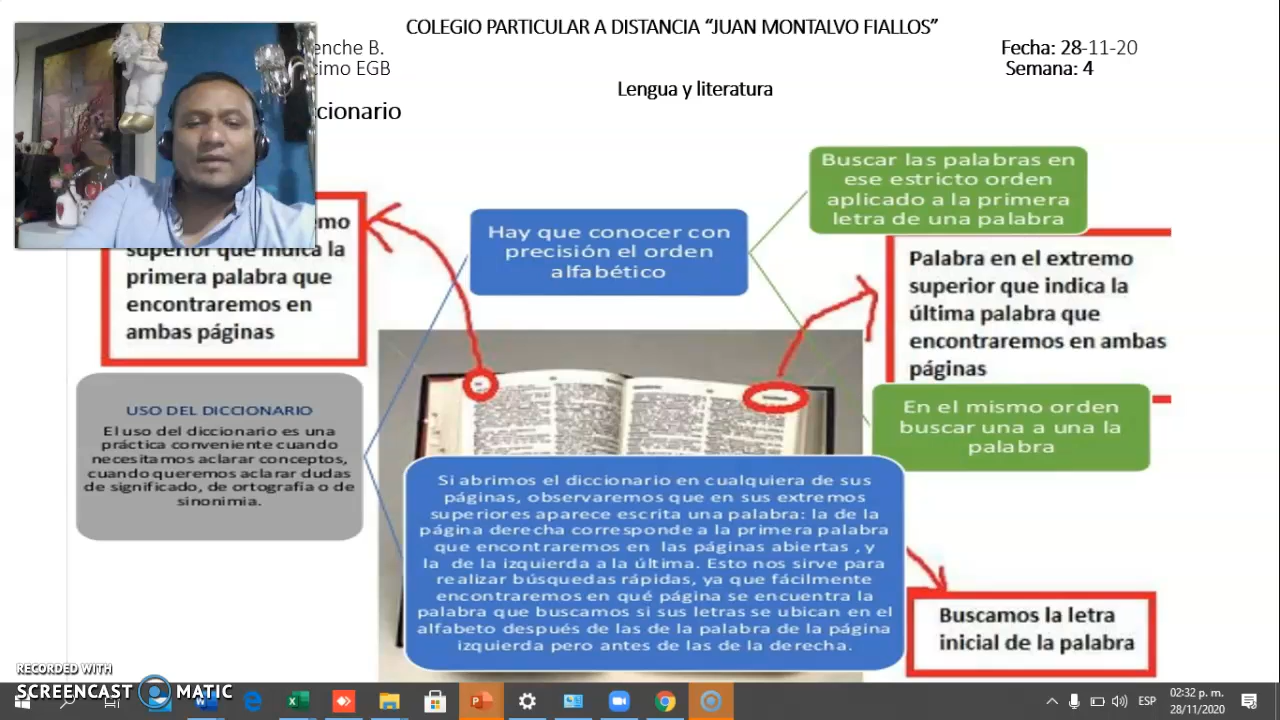 COLEGIO PARTICULAR A DISTANCIA “JUAN MONTALVO FIALLOS”
enche B.
Fecha: 28-11-20
cimo EGB
Semana: 4
Lengua y literatura
ccionario
mo
superior que indica la
primera palabra que
encontraremos en
ambas páginas
Hay que conocer con
precisión el orden
alfabético
Buscar las palabras en
ese estricto orden
aplicado a la primera
letra de una palabra
Palabra en el extremo
superior que indica la
última palabra que
encontraremos en ambas
páginas
USO DEL DICCIONARIO
El uso del diccionario es una
práctica conveniente cuando
necesitamos aclarar conceptos,
cuando queremos aclarar dudas
de significado, de ortografía o de
sinonimia.
En el mismo orden
buscar una a una la
palabra
Si abrimos el diccionario en cualquiera de sus
páginas, observaremos que en sus extremos
superiores aparece escrita una palabra: la de la
página derecha corresponde a la primera palabra
que encontraremos en las páginas abiertas , y
la de la izquierda a la última. Esto nos sirve para
realizar búsquedas rápidas, ya que fácilmente
encontraremos en qué página se encuentra la
palabra que buscamos si sus letras se ubican en el
alfabeto después de las de la palabra de la página
izquierda pero antes de las de la derecha.
Buscamos la letra
inicial de la palabra
RECORDED WITH
SCREENCAST MATIC
ESP
02:32 p. m.
28/11/2020